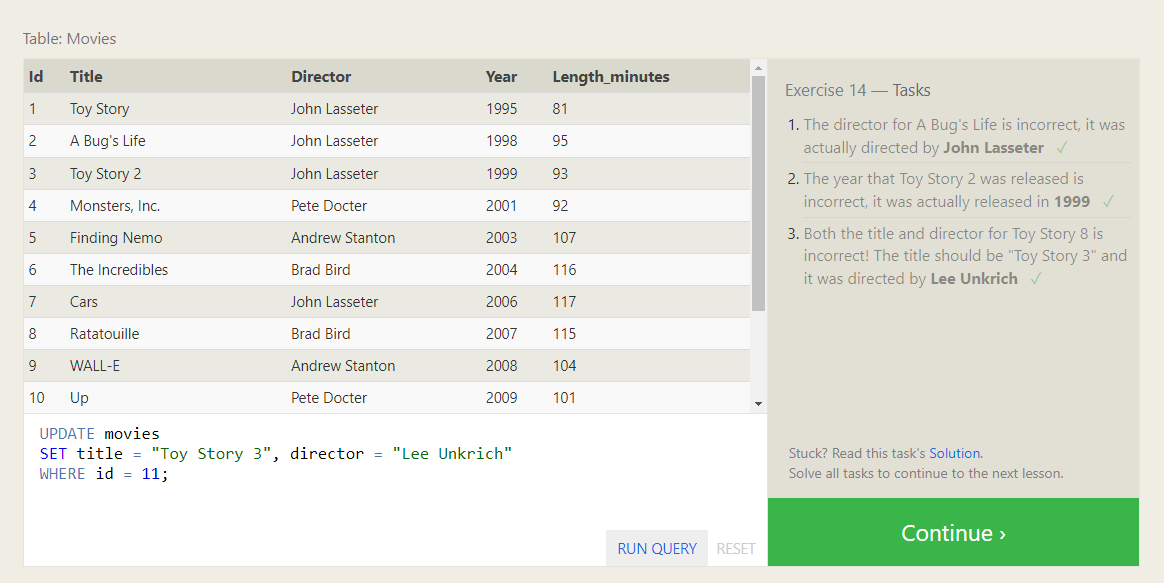 Table: Movies
Id Title Director Year Length_minutes
1 Toy Story John Lasseter 1995 81
2 A Bug's Life John Lasseter 1998 95
3 Toy Story 2 John Lasseter 1999 93
4 Monsters, Inc. Pete Docter 2001 92
5 Finding Nemo Andrew Stanton 2003 107
6 The Incredibles Brad Bird 2004 116
7 Cars John Lasseter 2006 117
8 Ratatouille Brad Bird 2007 115
9 WALL-E Andrew Stanton 2008 104
10 Up Pete Docter 2009 101
UPDATE movies
SET title = "Toy Story 3", director = "Lee Unkrich"
WHERE id = 11;
RUN QUERY RESET
Exercise 14 — Tasks
1. The director for A Bug's Life is incorrect, it was
actually directed by John Lasseter ✓
2. The year that Toy Story 2 was released is
incorrect, it was actually released in 1999 ✓
3. Both the title and director for Toy Story 8 is
incorrect! The title should be "Toy Story 3" and
it was directed by Lee Unkrich ✓
Stuck? Read this task's Solution.
Solve all tasks to continue to the next lesson.
Continue ›